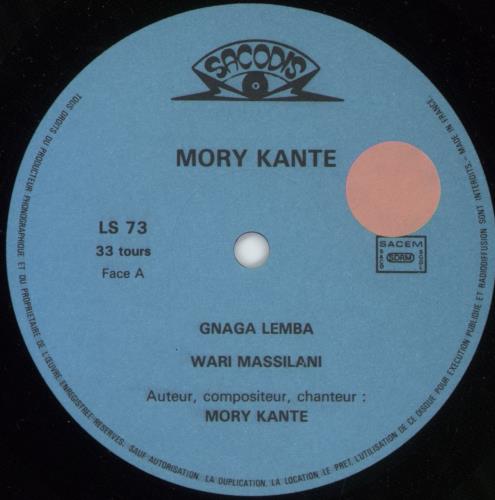 SACODIS
MORY KANTE
LS 73
33 tours
Face A
SACEM
SDRM
GNAGA LEMBA
WARI MASSILANI
Auteur, compositeur, chanteur :
MORY KANTE
TOUS DROITS DU PRODUCTEUR PHONOGRAPHIQUE ET DU PROPRIETAIRE DE L'ŒUVRE ENREGISTREE RESERVES. SAUF AUTORISATION, LA DUPLICATION, LA LOCATION, LE PRET, L'UTILISATION DE CE DISQUE POUR EXECUTION PUBLIQUE ET RADIODIFFUSION SONT INTERDITS. - MADE IN FRANCE.